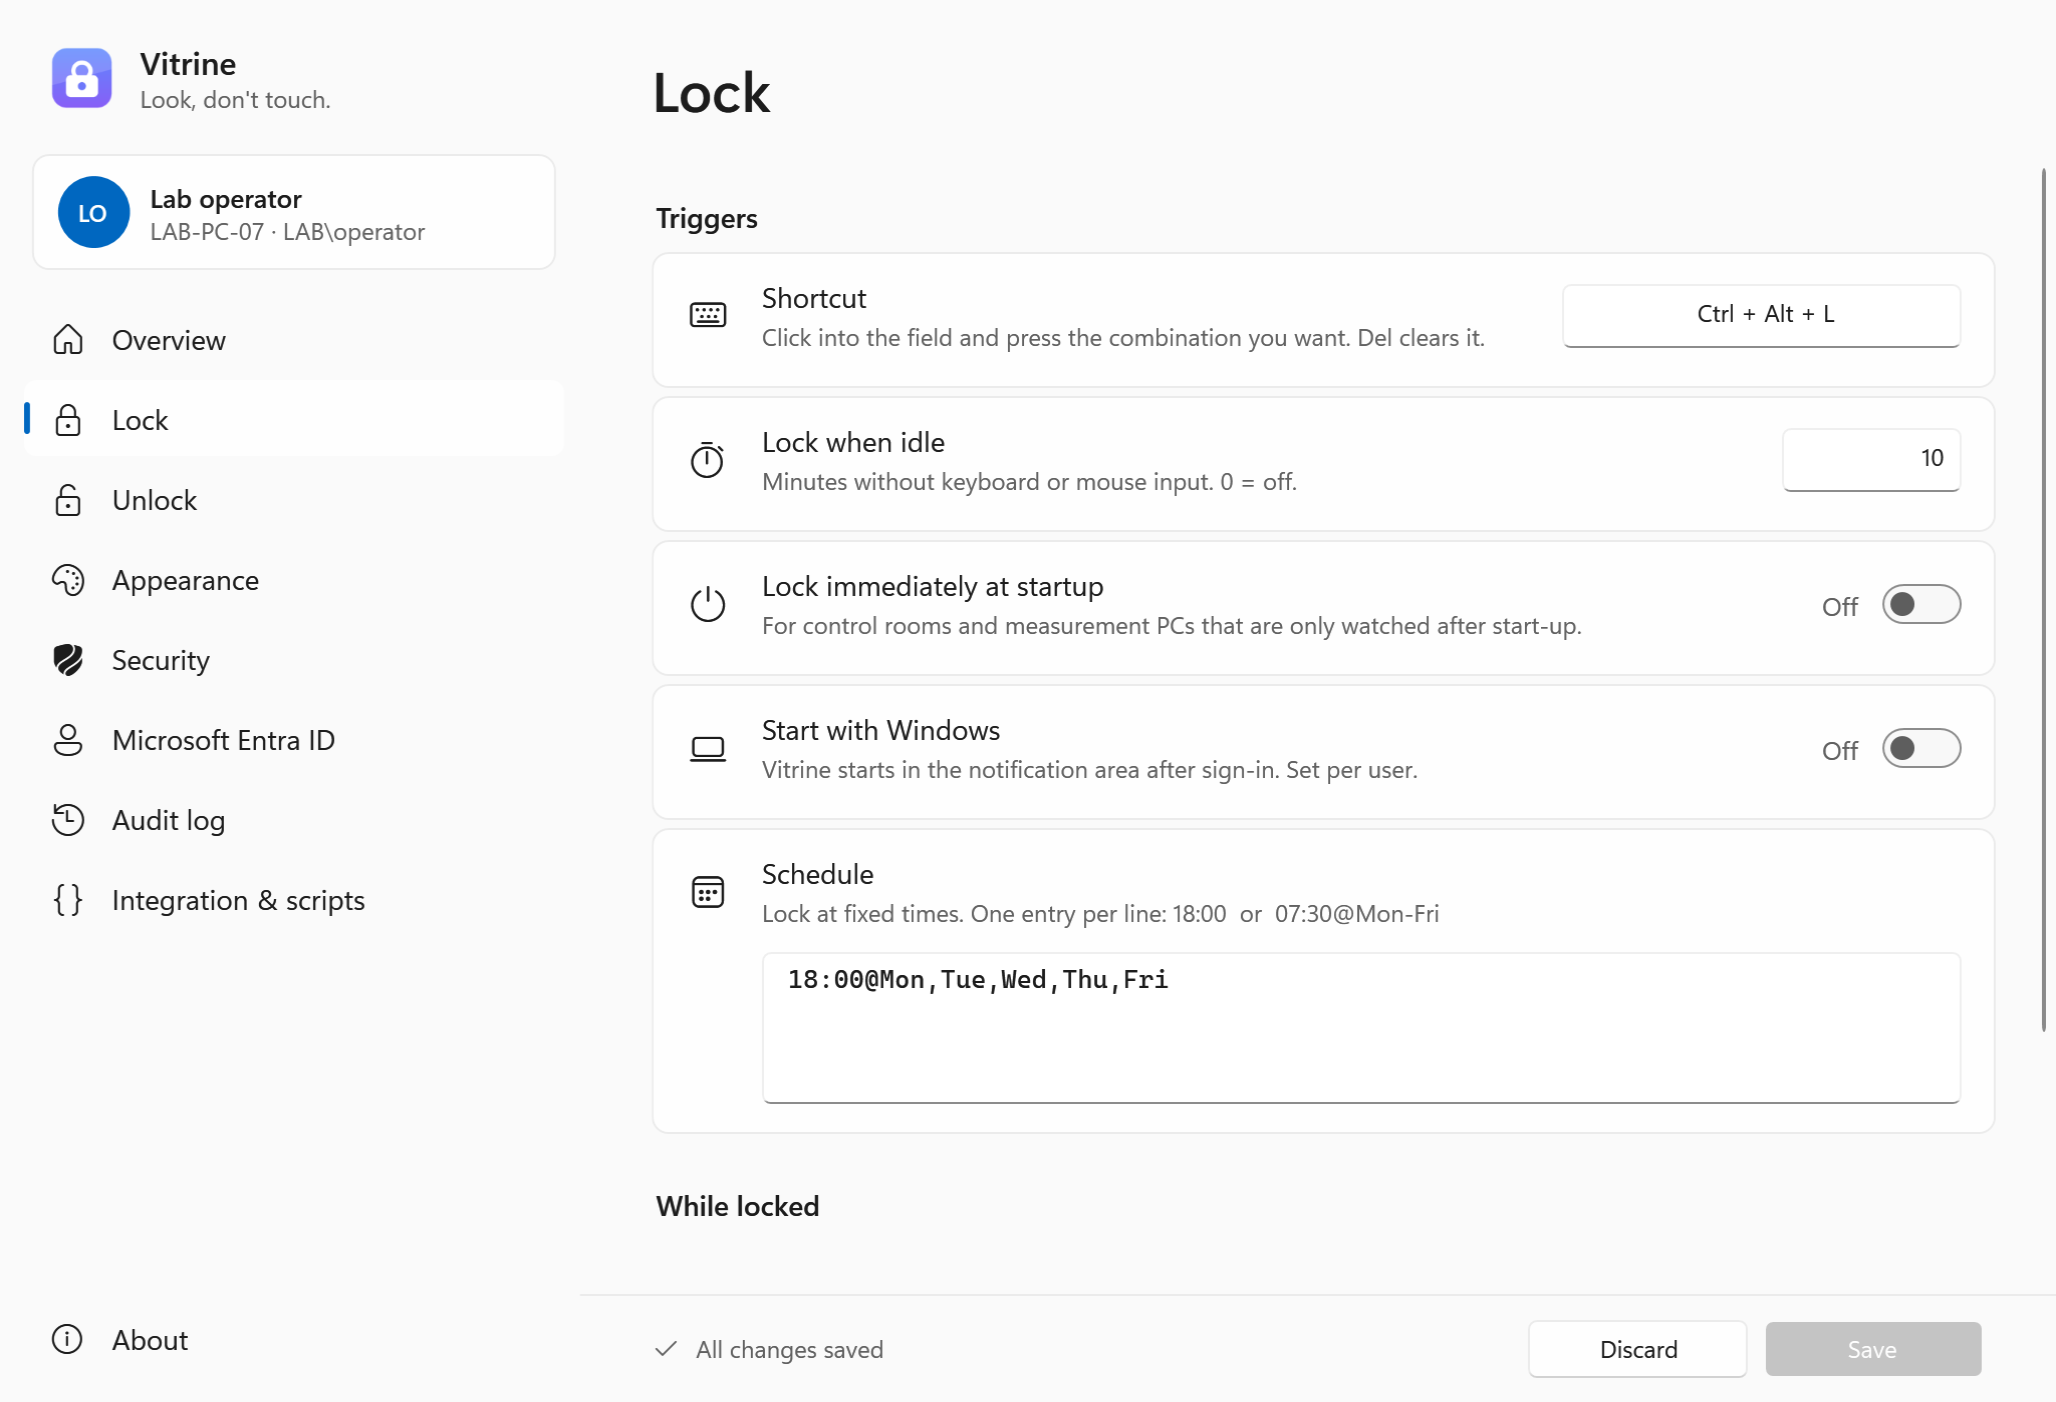 Vitrine
Look, don't touch.
LO
Lab operator
LAB-PC-07 · LAB\operator
Overview
Lock
Unlock
Appearance
Security
Microsoft Entra ID
Audit log
Integration & scripts
About
Lock
Triggers
Shortcut
Click into the field and press the combination you want. Del clears it.
Ctrl + Alt + L
Lock when idle
Minutes without keyboard or mouse input. 0 = off.
10
Lock immediately at startup
For control rooms and measurement PCs that are only watched after start-up.
Off
Start with Windows
Vitrine starts in the notification area after sign-in. Set per user.
Off
Schedule
Lock at fixed times. One entry per line: 18:00 or 07:30@Mon-Fri
18:00@Mon,Tue,Wed,Thu,Fri
While locked
All changes saved
Discard
Save